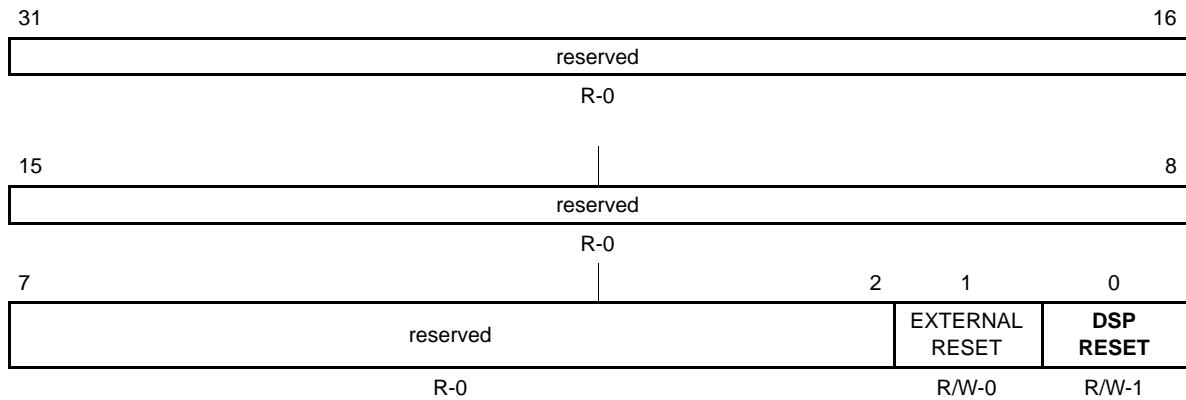 31 16
reserved
R-0
15 8
reserved
R-0
7 2 1 0
reserved EXTERNAL RESET DSP RESET
R-0 R/W-0 R/W-1